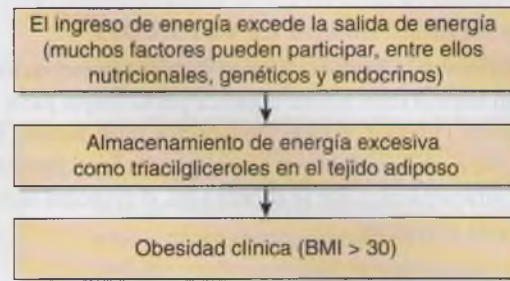 El ingreso de energía excede la salida de energía
(muchos factores pueden participar, entre ellos
nutricionales, genéticos y endocrinos)
Almacenamiento de energía excesiva
como triacilgliceroles en el tejido adiposo
Obesidad clínica (BMI > 30)